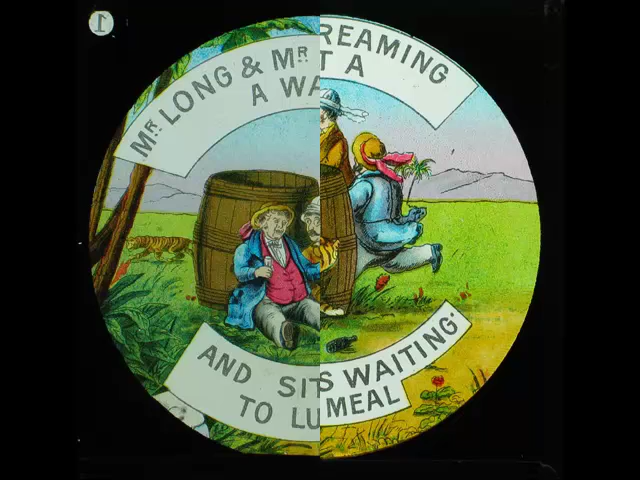 1
MR. LONG & MR
A WA
REAMING
T A
AND SIT
TO LU
S WAITING.
MEAL